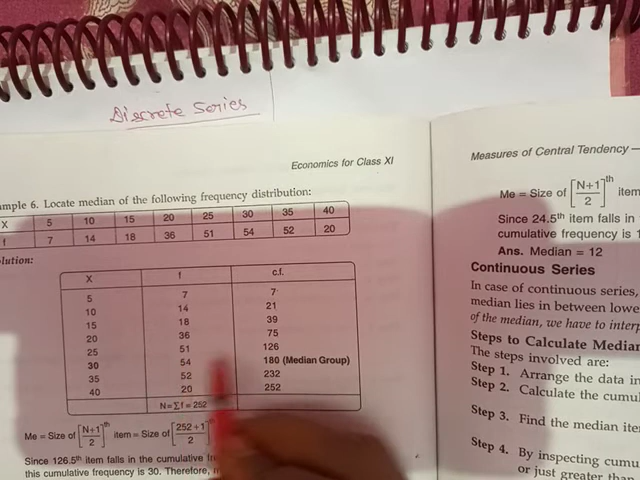 Discrete Series
Economics for Class XI
ample 6. Locate median of the following frequency distribution:
X 5 10 15 20 25 30 35 40
f 7 14 18 36 51 54 52 20
lution:
X f c.f.
5 7 7
10 14 21
15 18 39
20 36 75
25 51 126
30 54 180 (Median Group)
35 52 232
40 20 252
N=Σf=252
Me = Size of [N+1/2]th item = Size of [252+1/2]
Since 126.5th item falls in the cumulative fr
this cumulative frequency is 30. Therefore,
Measures of Central Tendency —
Me = Size of [N+1/2]th item
Since 24.5th item falls in
cumulative frequency is 1
Ans. Median = 12
Continuous Series
In case of continuous series,
median lies in between lowe
of the median, we have to interp
Steps to Calculate Median
The steps involved are:
Step 1. Arrange the data in
Step 2. Calculate the cumul
Step 3. Find the median ite
Step 4. By inspecting cumu
or just greater than